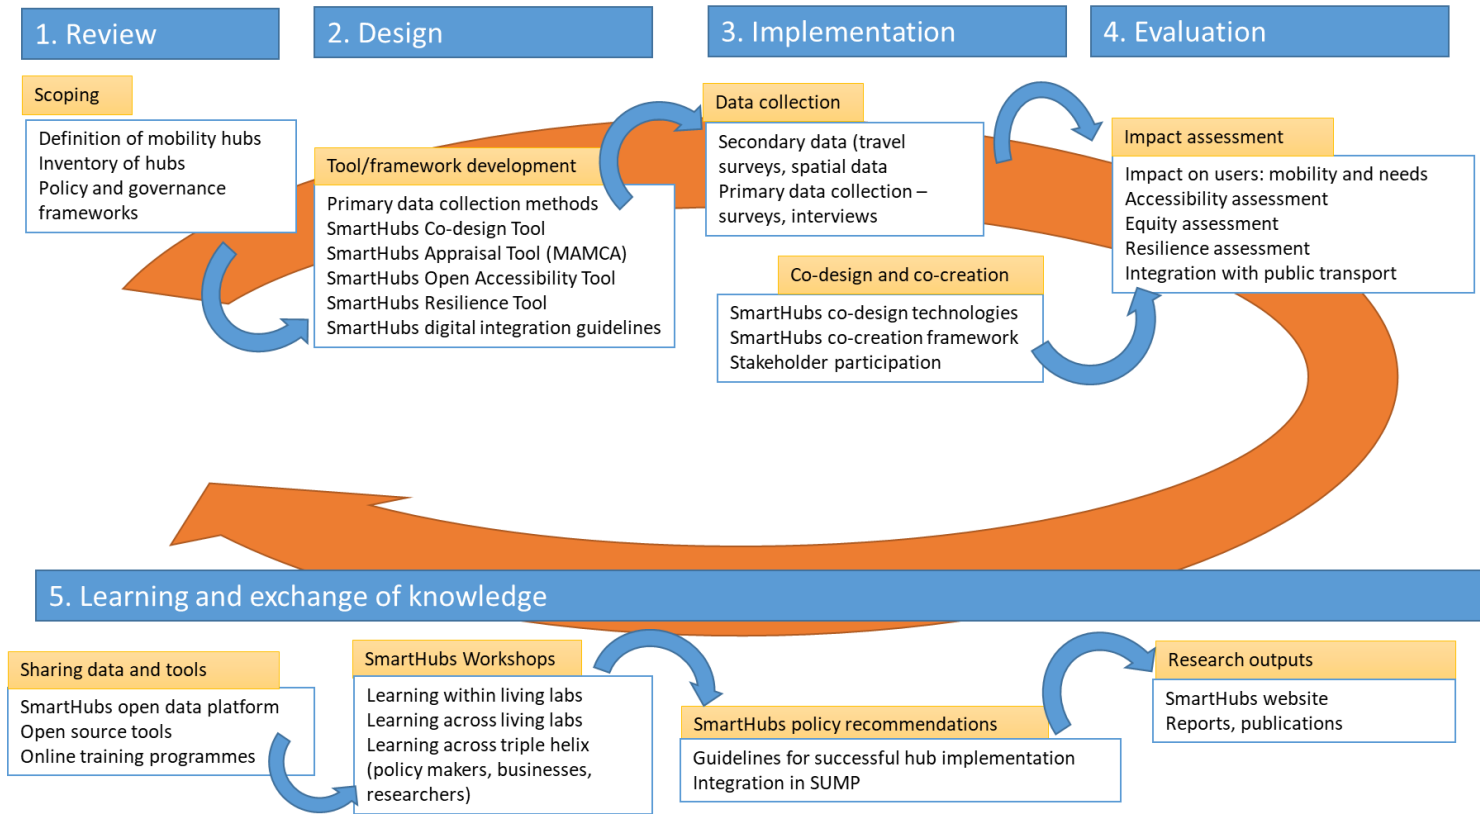 1. Review
2. Design
3. Implementation
4. Evaluation
Scoping
Definition of mobility hubs
Inventory of hubs
Policy and governance
frameworks
Tool/framework development
Primary data collection methods
SmartHubs Co-design Tool
SmartHubs Appraisal Tool (MAMCA)
SmartHubs Open Accessibility Tool
SmartHubs Resilience Tool
SmartHubs digital integration guidelines
Data collection
Secondary data (travel
surveys, spatial data
Primary data collection –
surveys, interviews
Co-design and co-creation
SmartHubs co-design technologies
SmartHubs co-creation framework
Stakeholder participation
Impact assessment
Impact on users: mobility and needs
Accessibility assessment
Equity assessment
Resilience assessment
Integration with public transport
5. Learning and exchange of knowledge
Sharing data and tools
SmartHubs open data platform
Open source tools
Online training programmes
SmartHubs Workshops
Learning within living labs
Learning across living labs
Learning across triple helix
(policy makers, businesses,
researchers)
SmartHubs policy recommendations
Guidelines for successful hub implementation
Integration in SUMP
Research outputs
SmartHubs website
Reports, publications